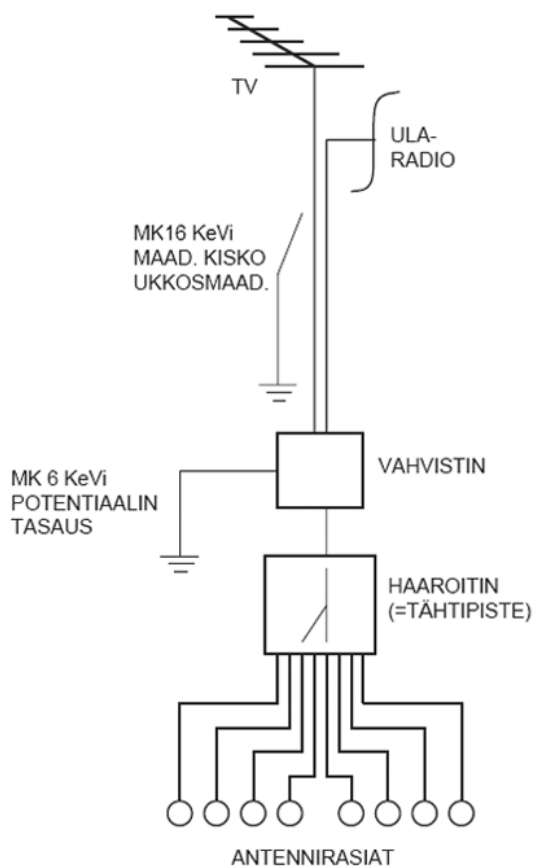 TV
ULA-
RADIO
MK16 KeVi
MAAD. KISKO
UKKOSMAAD.
VAHVISTIN
MK 6 KeVi
POTENTIAALIN
TASAUS
HAAROITIN
(=TÄHTIPISTE)
ANTENNIRASIAT